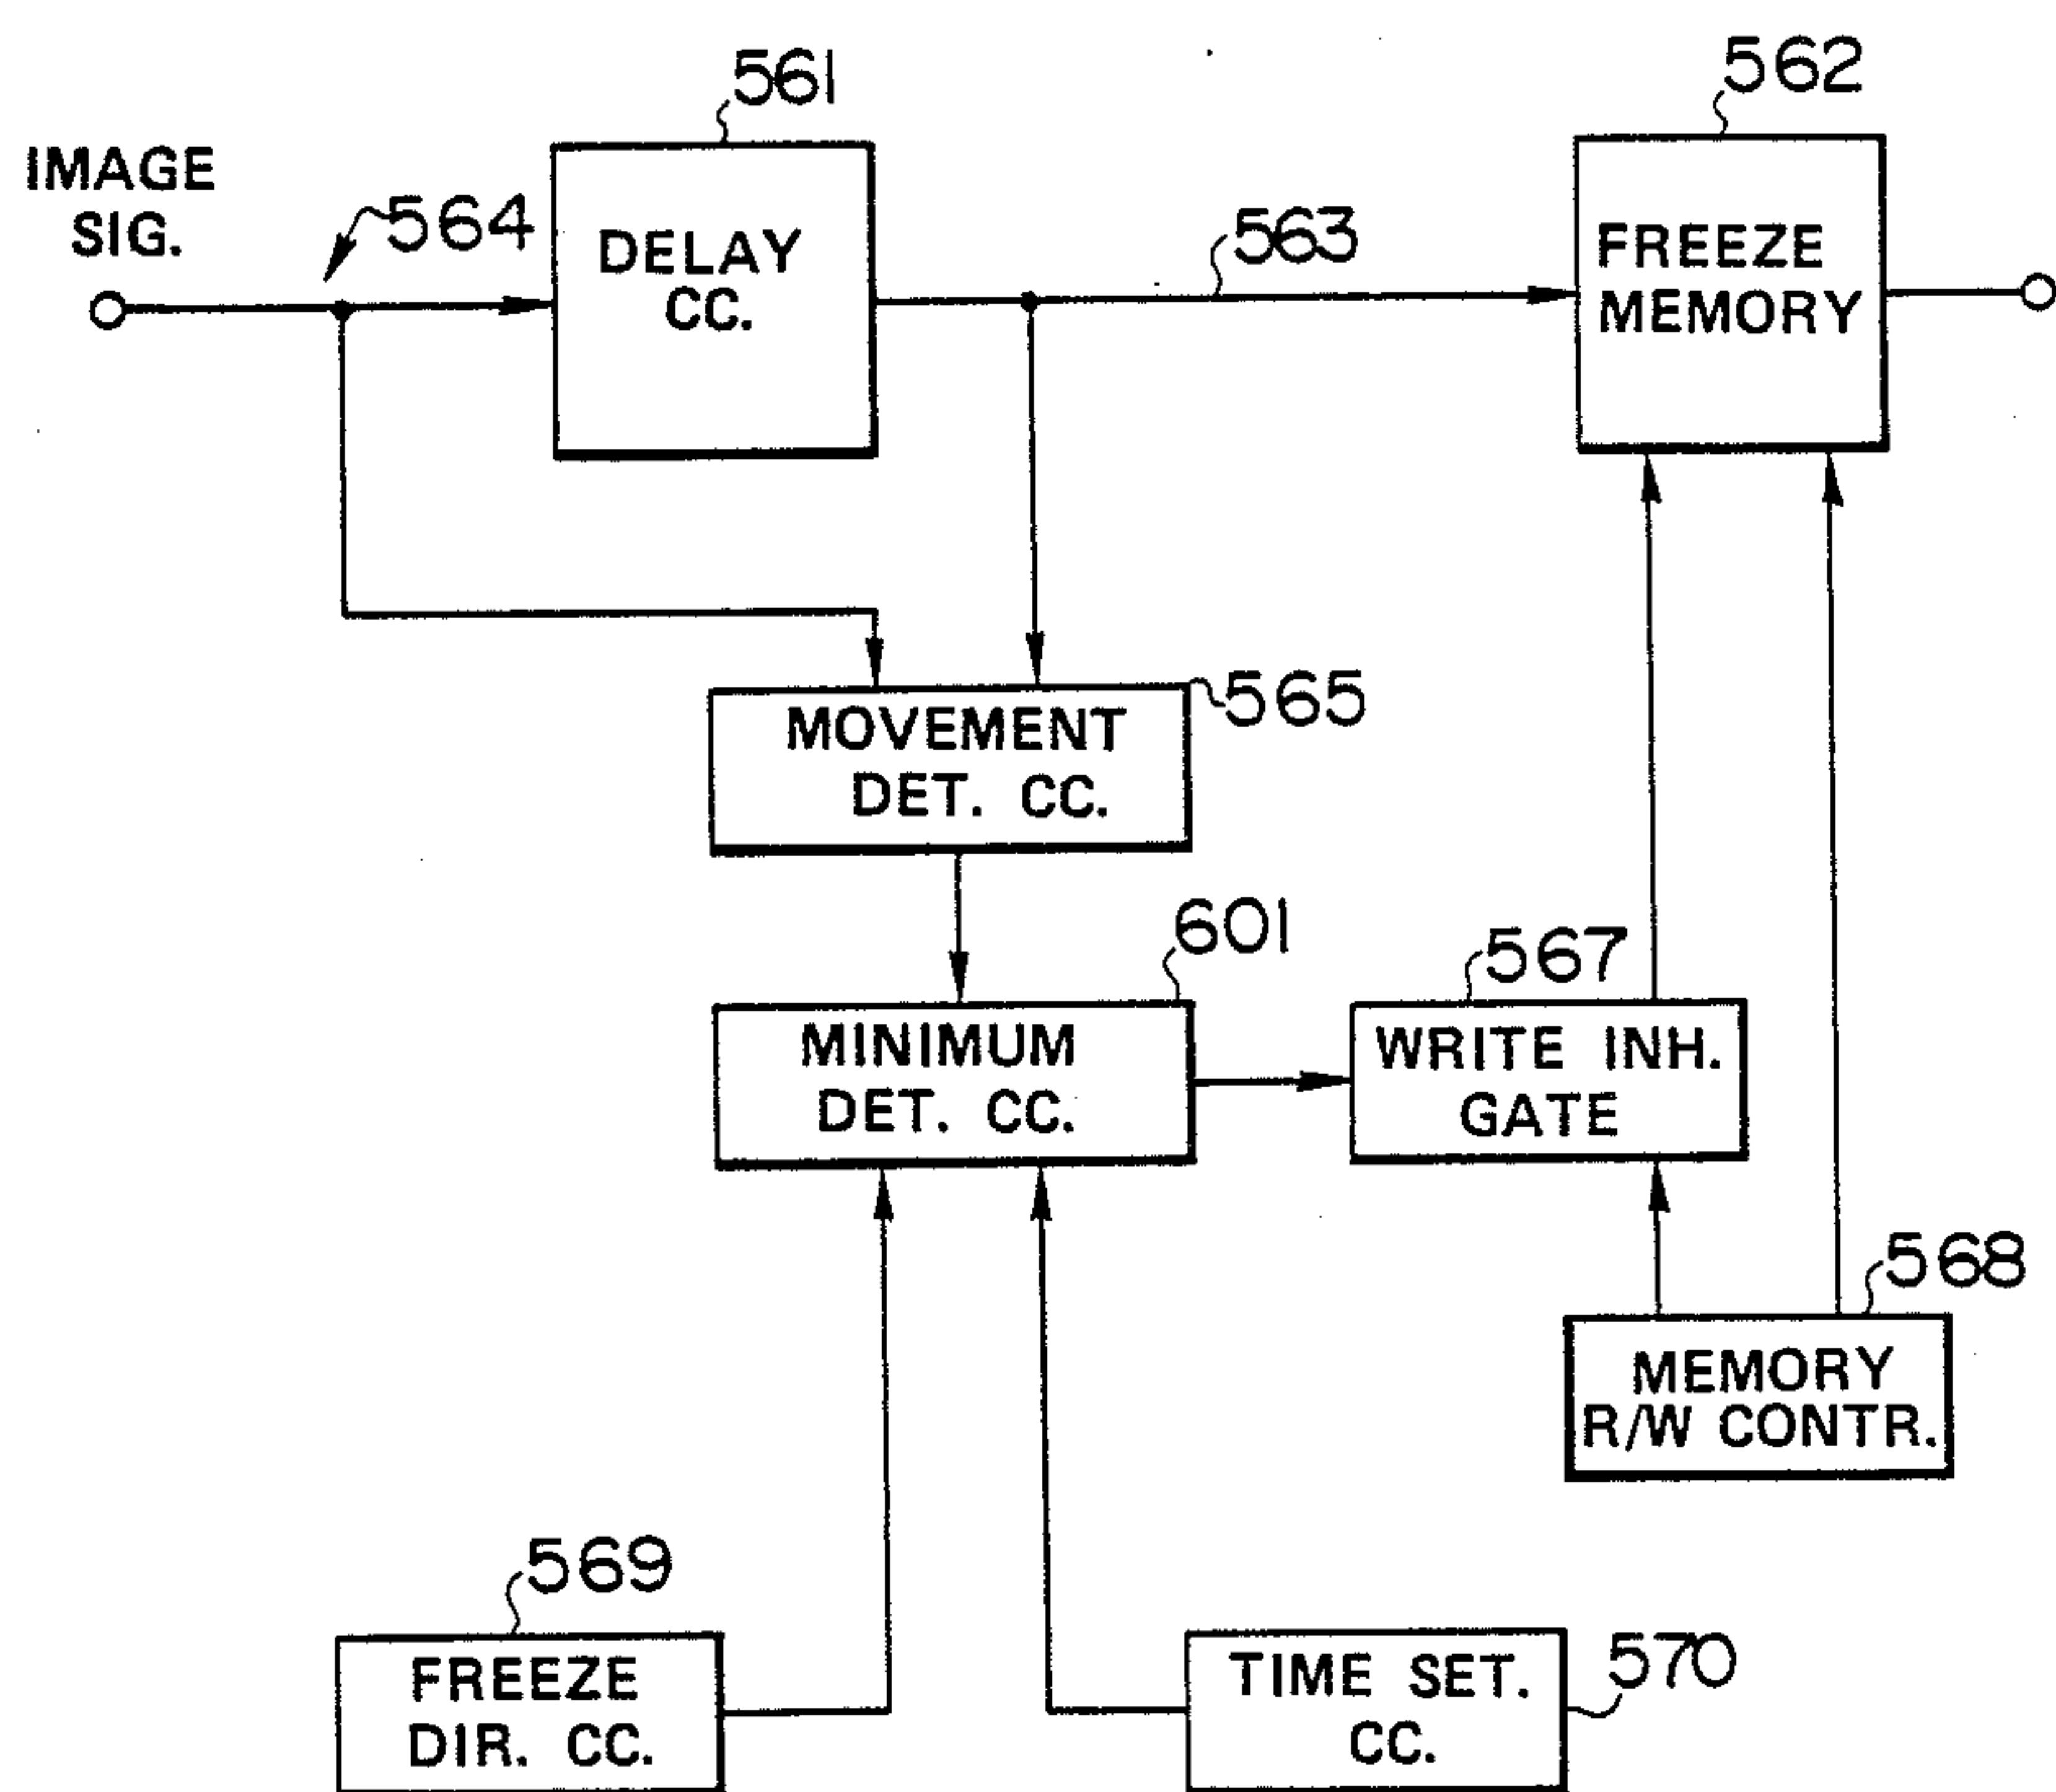 561
562
IMAGE
SIG.
564
DELAY
CC.
563
FREEZE
MEMORY
565
MOVEMENT
DET. CC.
601
567
MINIMUM
DET. CC.
WRITE INH.
GATE
568
MEMORY
R/W CONTR.
569
FREEZE
DIR. CC.
570
TIME SET.
CC.